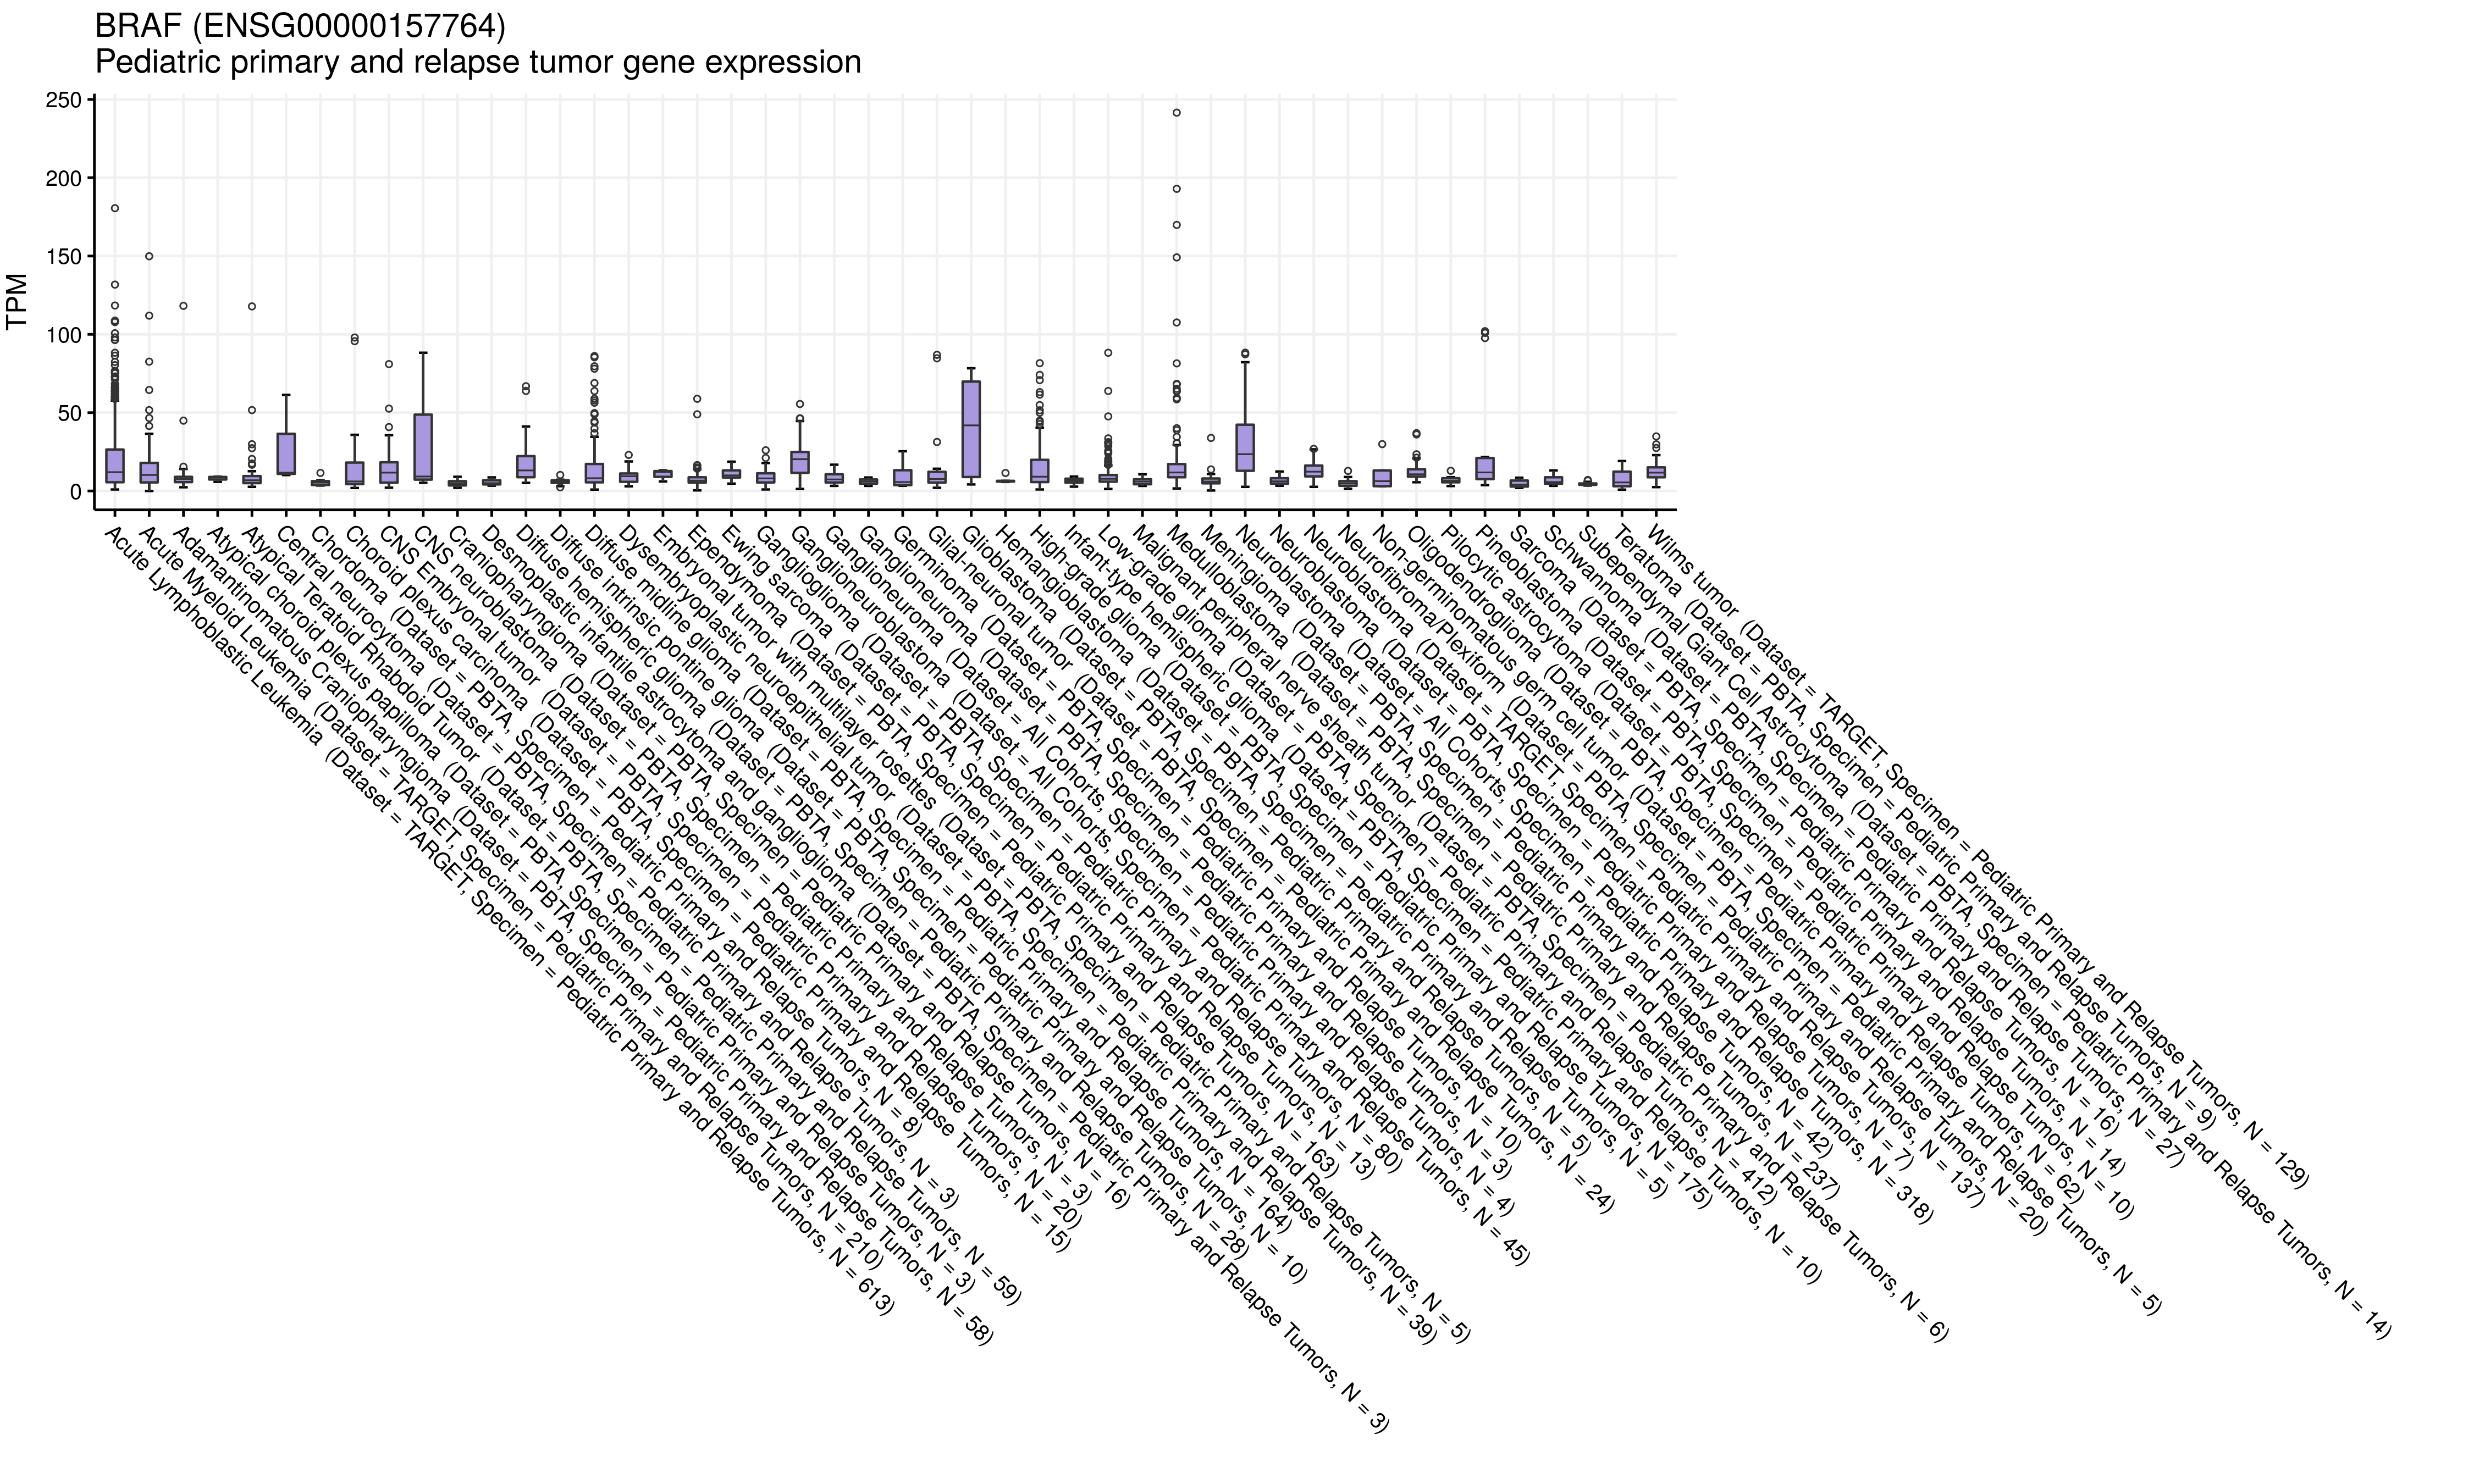 BRAF (ENSG00000157764)
Pediatric primary and relapse tumor gene expression
TPM
250
200
150
100
50
0
Acute Lymphoblastic Leukemia (Dataset = TARGET, Specimen = Pediatric Primary and Relapse Tumors, N = 613)
Acute Myeloid Leukemia (Dataset = TARGET, Specimen = Pediatric Primary and Relapse Tumors, N = 210)
Adamantinomatous Craniopharyngioma (Dataset = PBTA, Specimen = Pediatric Primary and Relapse Tumors, N = 58)
Atypical choroid plexus papilloma (Dataset = PBTA, Specimen = Pediatric Primary and Relapse Tumors, N = 3)
Atypical Teratoid Rhabdoid Tumor (Dataset = PBTA, Specimen = Pediatric Primary and Relapse Tumors, N = 59)
Central neurocytoma (Dataset = PBTA, Specimen = Pediatric Primary and Relapse Tumors, N = 3)
Chordoma (Dataset = PBTA, Specimen = Pediatric Primary and Relapse Tumors, N = 8)
Choroid plexus carcinoma (Dataset = PBTA, Specimen = Pediatric Primary and Relapse Tumors, N = 15)
CNS Embryonal tumor (Dataset = PBTA, Specimen = Pediatric Primary and Relapse Tumors, N = 20)
CNS neuroblastoma (Dataset = PBTA, Specimen = Pediatric Primary and Relapse Tumors, N = 3)
Craniopharyngioma (Dataset = PBTA, Specimen = Pediatric Primary and Relapse Tumors, N = 16)
Desmoplastic infantile astrocytoma and ganglioglioma (Dataset = PBTA, Specimen = Pediatric Primary and Relapse Tumors, N = 3)
Diffuse hemispheric glioma (Dataset = PBTA, Specimen = Pediatric Primary and Relapse Tumors, N = 28)
Diffuse intrinsic pontine glioma (Dataset = PBTA, Specimen = Pediatric Primary and Relapse Tumors, N = 10)
Diffuse midline glioma (Dataset = PBTA, Specimen = Pediatric Primary and Relapse Tumors, N = 164)
Dysembryoplastic neuroepithelial tumor (Dataset = PBTA, Specimen = Pediatric Primary and Relapse Tumors, N = 39)
Embryonal tumor with multilayer rosettes (Dataset = PBTA, Specimen = Pediatric Primary and Relapse Tumors, N = 5)
Ependymoma (Dataset = PBTA, Specimen = Pediatric Primary and Relapse Tumors, N = 163)
Ewing sarcoma (Dataset = PBTA, Specimen = Pediatric Primary and Relapse Tumors, N = 13)
Ganglioglioma (Dataset = PBTA, Specimen = Pediatric Primary and Relapse Tumors, N = 80)
Ganglioneuroblastoma (Dataset = All Cohorts, Specimen = Pediatric Primary and Relapse Tumors, N = 45)
Ganglioneuroma (Dataset = All Cohorts, Specimen = Pediatric Primary and Relapse Tumors, N = 4)
Ganglioneuroma (Dataset = PBTA, Specimen = Pediatric Primary and Relapse Tumors, N = 3)
Germinoma (Dataset = PBTA, Specimen = Pediatric Primary and Relapse Tumors, N = 10)
Glial-neuronal tumor (Dataset = PBTA, Specimen = Pediatric Primary and Relapse Tumors, N = 24)
Glioblastoma (Dataset = PBTA, Specimen = Pediatric Primary and Relapse Tumors, N = 5)
Hemangioblastoma (Dataset = PBTA, Specimen = Pediatric Primary and Relapse Tumors, N = 5)
High-grade glioma (Dataset = PBTA, Specimen = Pediatric Primary and Relapse Tumors, N = 175)
Infant-type hemispheric glioma (Dataset = PBTA, Specimen = Pediatric Primary and Relapse Tumors, N = 10)
Low-grade glioma (Dataset = PBTA, Specimen = Pediatric Primary and Relapse Tumors, N = 412)
Malignant peripheral nerve sheath tumor (Dataset = PBTA, Specimen = Pediatric Primary and Relapse Tumors, N = 6)
Medulloblastoma (Dataset = PBTA, Specimen = Pediatric Primary and Relapse Tumors, N = 237)
Meningioma (Dataset = PBTA, Specimen = Pediatric Primary and Relapse Tumors, N = 42)
Neuroblastoma (Dataset = All Cohorts, Specimen = Pediatric Primary and Relapse Tumors, N = 318)
Neuroblastoma (Dataset = PBTA, Specimen = Pediatric Primary and Relapse Tumors, N = 7)
Neuroblastoma (Dataset = TARGET, Specimen = Pediatric Primary and Relapse Tumors, N = 137)
Neurofibroma/Plexiform (Dataset = PBTA, Specimen = Pediatric Primary and Relapse Tumors, N = 20)
Non-germinomatous germ cell tumor (Dataset = PBTA, Specimen = Pediatric Primary and Relapse Tumors, N = 5)
Oligodendroglioma (Dataset = PBTA, Specimen = Pediatric Primary and Relapse Tumors, N = 62)
Pilocytic astrocytoma (Dataset = PBTA, Specimen = Pediatric Primary and Relapse Tumors, N = 10)
Pineoblastoma (Dataset = PBTA, Specimen = Pediatric Primary and Relapse Tumors, N = 14)
Sarcoma (Dataset = PBTA, Specimen = Pediatric Primary and Relapse Tumors, N = 16)
Schwannoma (Dataset = PBTA, Specimen = Pediatric Primary and Relapse Tumors, N = 27)
Subependymal Giant Cell Astrocytoma (Dataset = PBTA, Specimen = Pediatric Primary and Relapse Tumors, N = 14)
Teratoma (Dataset = PBTA, Specimen = Pediatric Primary and Relapse Tumors, N = 9)
Wilms tumor (Dataset = TARGET, Specimen = Pediatric Primary and Relapse Tumors, N = 129)